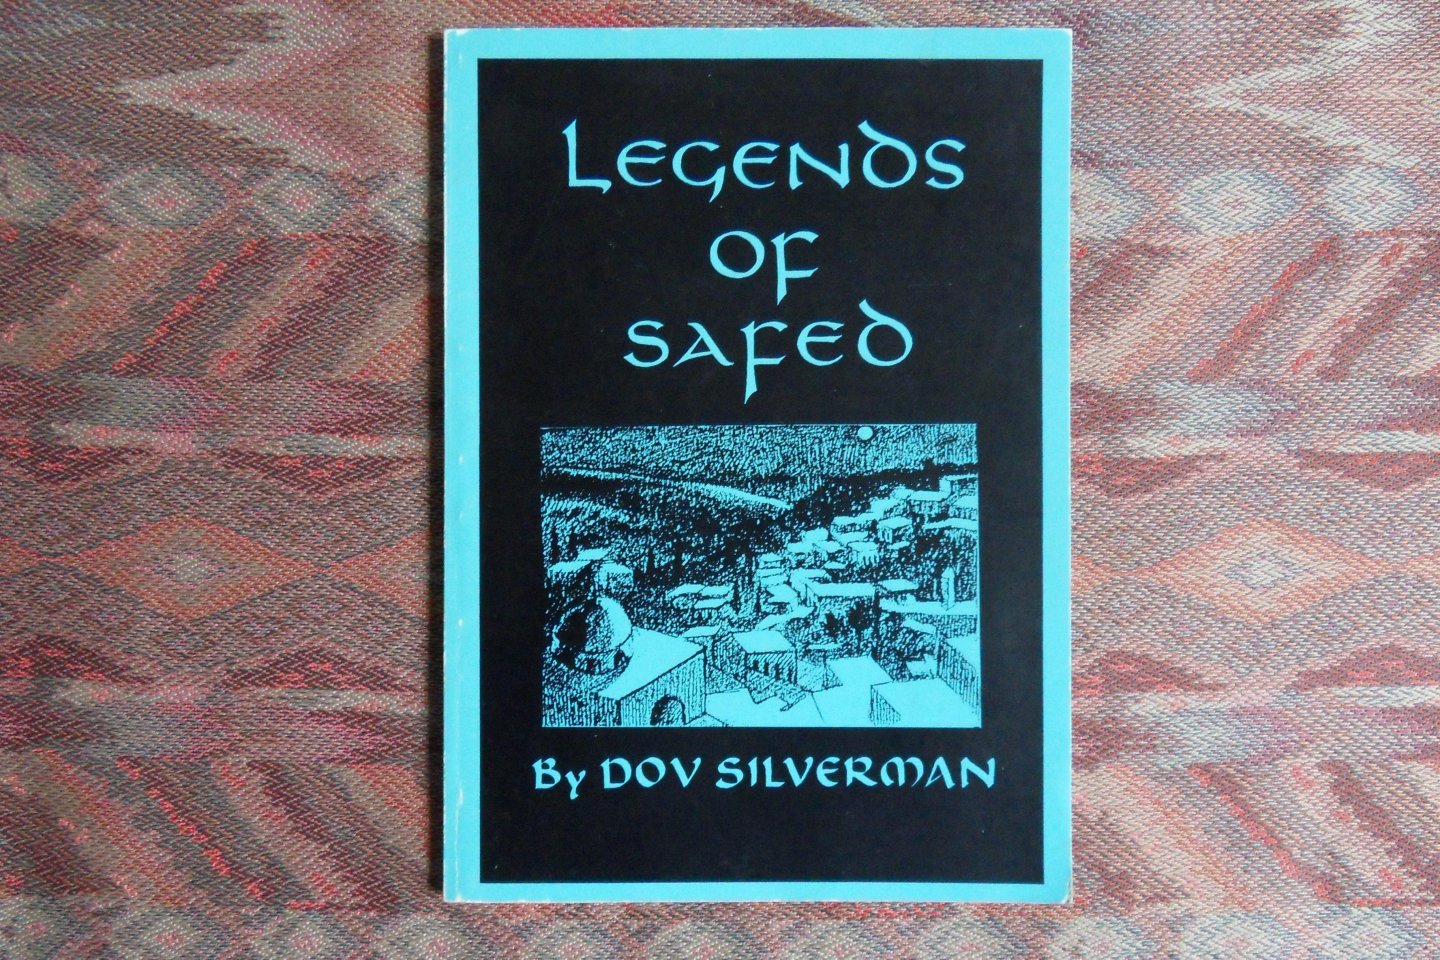 LEGENDS
OF
SAFED
By DOV SILVERMAN